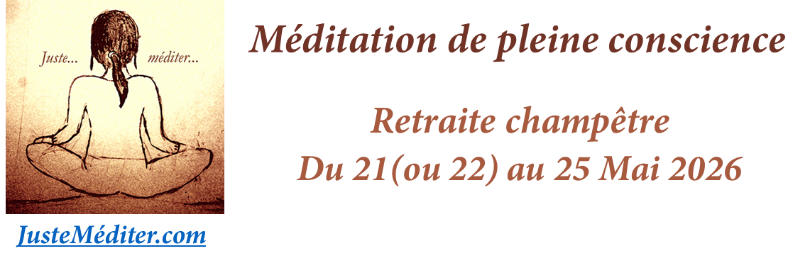 Juste... méditer...
JusteMéditer.com
Méditation de pleine conscience
Retraite champêtre
Du 21(ou 22) au 25 Mai 2026